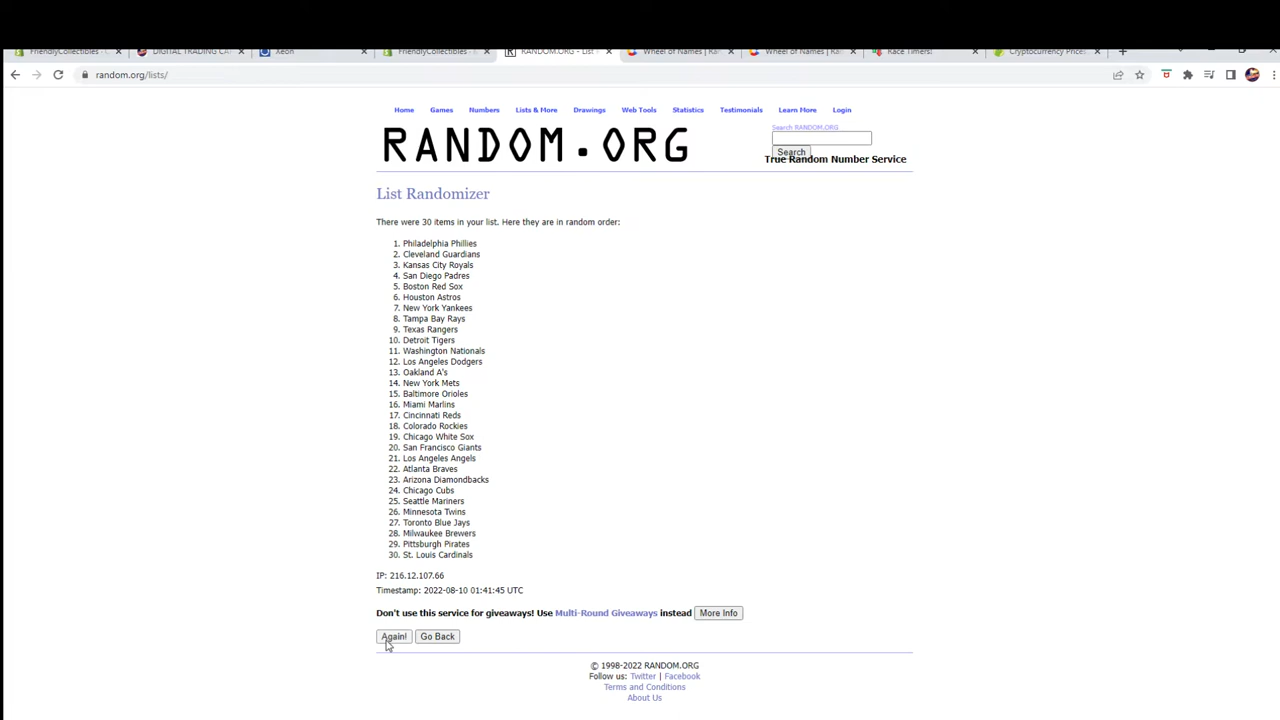 FriendlyCollectibles
DIGITAL TRADING CA
Xeon
FriendlyCollectibles
RANDOM.ORG - List
Wheel of Names | Ra
Wheel of Names | Ra
Race Timers!
Cryptocurrency Price
random.org/lists/
Home Games Numbers Lists & More Drawings Web Tools Statistics Testimonials Learn More Login
Search RANDOM.ORG
RANDOM.ORG
Search
True Random Number Service
List Randomizer
There were 30 items in your list. Here they are in random order:
1. Philadelphia Phillies
2. Cleveland Guardians
3. Kansas City Royals
4. San Diego Padres
5. Boston Red Sox
6. Houston Astros
7. New York Yankees
8. Tampa Bay Rays
9. Texas Rangers
10. Detroit Tigers
11. Washington Nationals
12. Los Angeles Dodgers
13. Oakland A's
14. New York Mets
15. Baltimore Orioles
16. Miami Marlins
17. Cincinnati Reds
18. Colorado Rockies
19. Chicago White Sox
20. San Francisco Giants
21. Los Angeles Angels
22. Atlanta Braves
23. Arizona Diamondbacks
24. Chicago Cubs
25. Seattle Mariners
26. Minnesota Twins
27. Toronto Blue Jays
28. Milwaukee Brewers
29. Pittsburgh Pirates
30. St. Louis Cardinals
IP: 216.12.107.66
Timestamp: 2022-08-10 01:41:45 UTC
Don't use this service for giveaways! Use Multi-Round Giveaways instead More Info
Again! Go Back
© 1998-2022 RANDOM.ORG
Follow us: Twitter | Facebook
Terms and Conditions
About Us